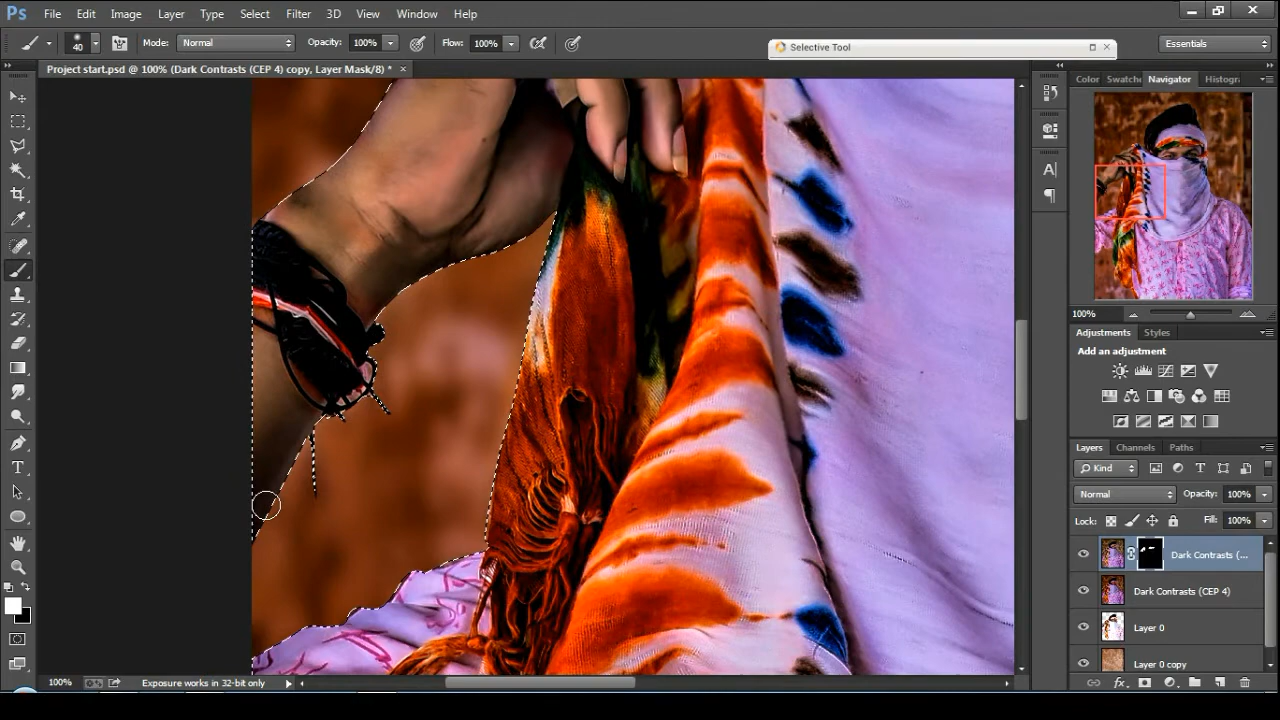 Ps File Edit Image Layer Type Select Filter 3D View Window Help
40 Mode: Normal Opacity: 100% Flow: 100%
Selective Tool
Essentials
Project start.psd @ 100% (Dark Contrasts (CEP 4) copy, Layer Mask/8) * ×
Color Swatche Navigator Histogra
100%
Adjustments Styles
Add an adjustment
Layers Channels Paths
Kind
Normal Opacity: 100%
Lock: Fill: 100%
Dark Contrasts (...
Dark Contrasts (CEP 4)
Layer 0
Layer 0 copy
100% Exposure works in 32-bit only